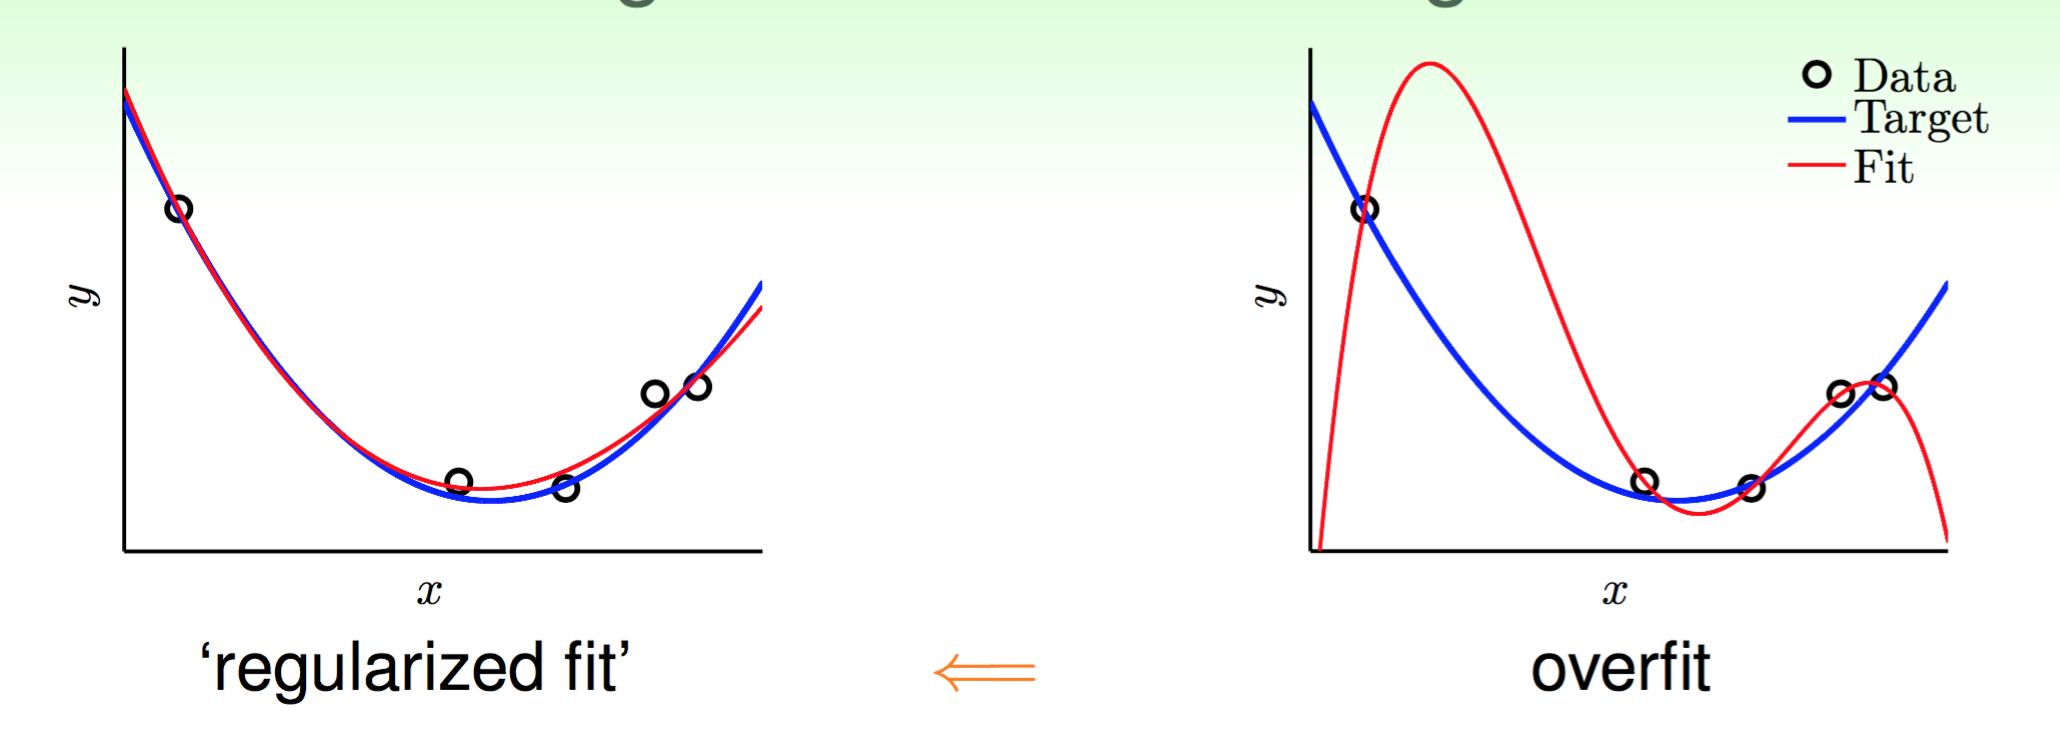 Data
Target
Fit
y
x
y
x
‘regularized fit’
⇐
overfit